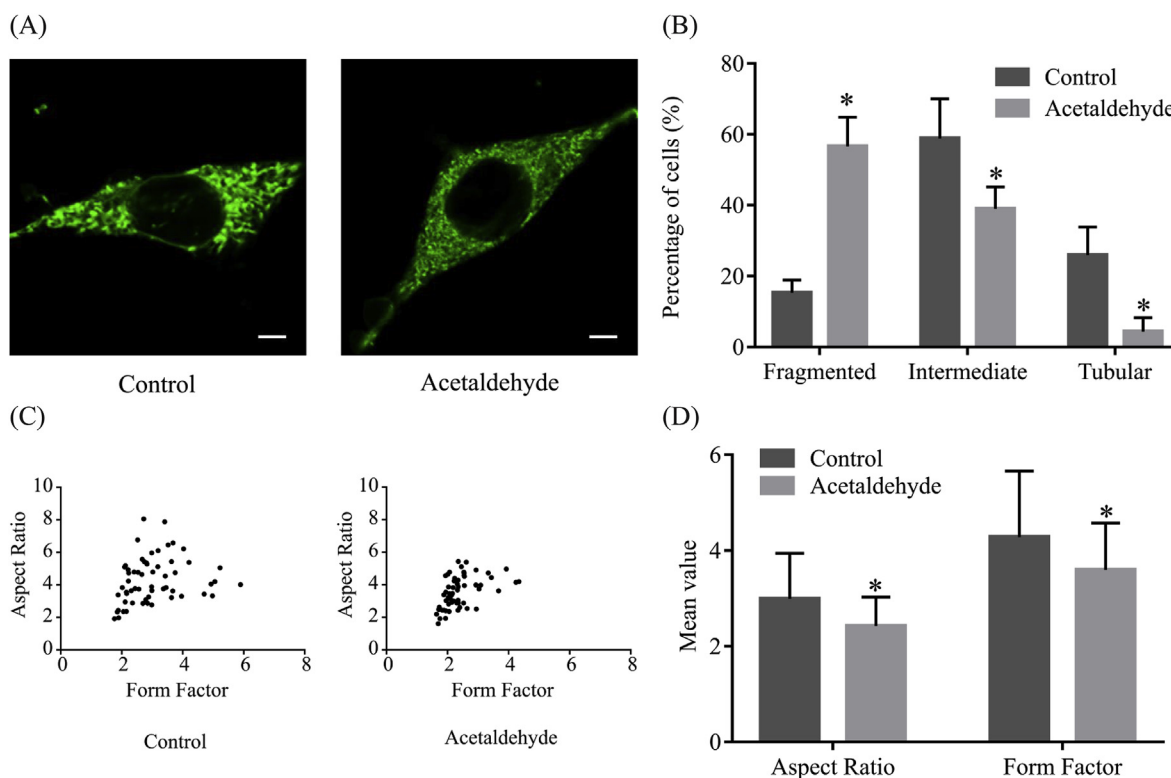 (A)
Control
Acetaldehyde
(B)
Percentage of cells (%)
80
60
40
20
0
Control
Acetaldehyde
*
*
*
Fragmented
Intermediate
Tubular
(C)
Aspect Ratio
10
8
6
4
2
0
0
2
4
6
8
Form Factor
Control
Aspect Ratio
10
8
6
4
2
0
0
2
4
6
8
Form Factor
Acetaldehyde
(D)
Mean value
6
4
2
0
Control
Acetaldehyde
*
*
Aspect Ratio
Form Factor